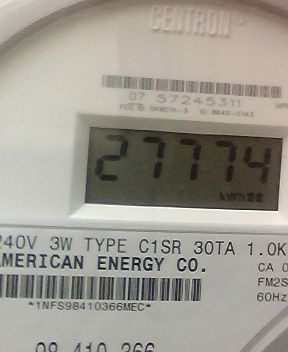 CENTRON
07 57245311
27774
kWh
240V 3W TYPE C1SR 30TA 1.0K
AMERICAN ENERGY CO.
CA 0
FM2S
60Hz
*1NFS98410366MEC*
98 410 366